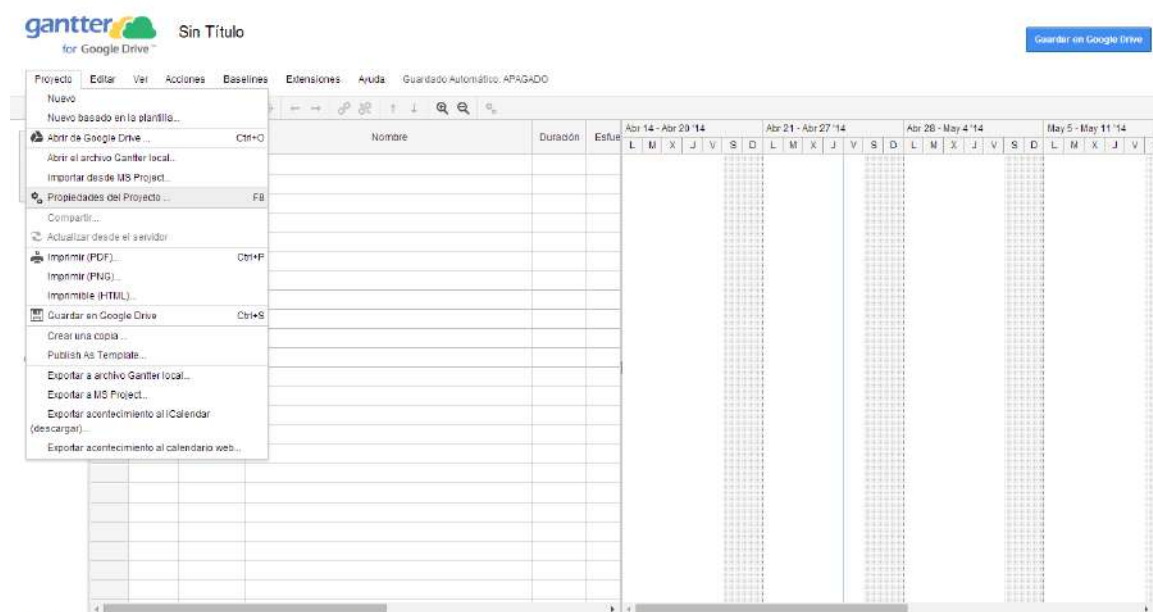 gantter
for Google Drive™
Sin Título
Guardar en Google Drive
Proyecto Editar Ver Acciones Baselines Extensiones Ayuda Guardado Automático: APAGADO
Nuevo
Nuevo basado en la plantilla...
Abrir de Google Drive ... Ctrl+O
Abrir el archivo Gantter local...
Importar desde MS Project...
Propiedades del Proyecto ... F8
Compartir...
Actualizar desde el servidor
Imprimir (PDF)... Ctrl+P
Imprimir (PNG)...
Imprimible (HTML)...
Guardar en Google Drive Ctrl+S
Crear una copia ...
Publish As Template...
Exportar a archivo Gantter local...
Exportar a MS Project...
Exportar acontecimiento al iCalendar
(descargar)...
Exportar acontecimiento al calendario web...
Nombre Duración Esfue
Abr 14 - Abr 20 '14 Abr 21 - Abr 27 '14 Abr 28 - May 4 '14 May 5 - May 11 '14
L M X J V S D L M X J V S D L M X J V S D L M X J V